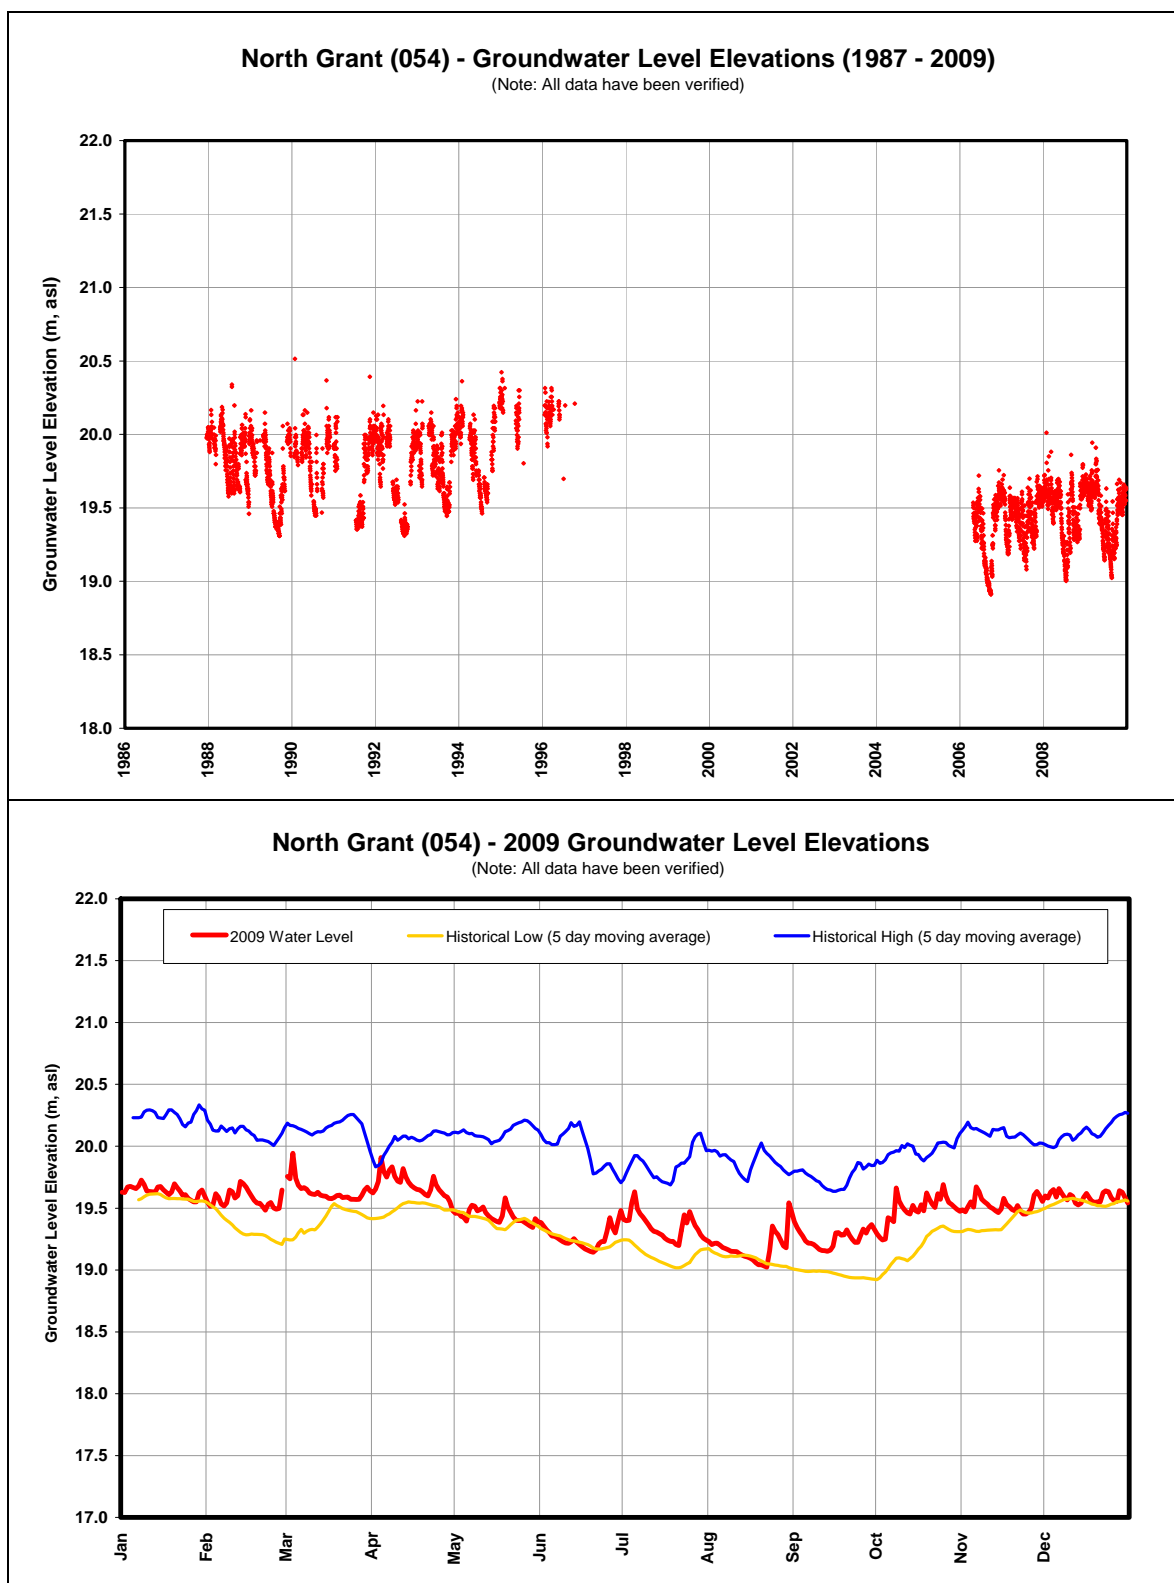 North Grant (054) - Groundwater Level Elevations (1987 - 2009)
(Note: All data have been verified)
Grounwater Level Elevation (m, asl)
22.0
21.5
21.0
20.5
20.0
19.5
19.0
18.5
18.0
1986
1988
1990
1992
1994
1996
1998
2000
2002
2004
2006
2008
North Grant (054) - 2009 Groundwater Level Elevations
(Note: All data have been verified)
Groundwater Level Elevation (m, asl)
22.0
21.5
21.0
20.5
20.0
19.5
19.0
18.5
18.0
17.5
17.0
2009 Water Level
Historical Low (5 day moving average)
Historical High (5 day moving average)
Jan
Feb
Mar
Apr
May
Jun
Jul
Aug
Sep
Oct
Nov
Dec